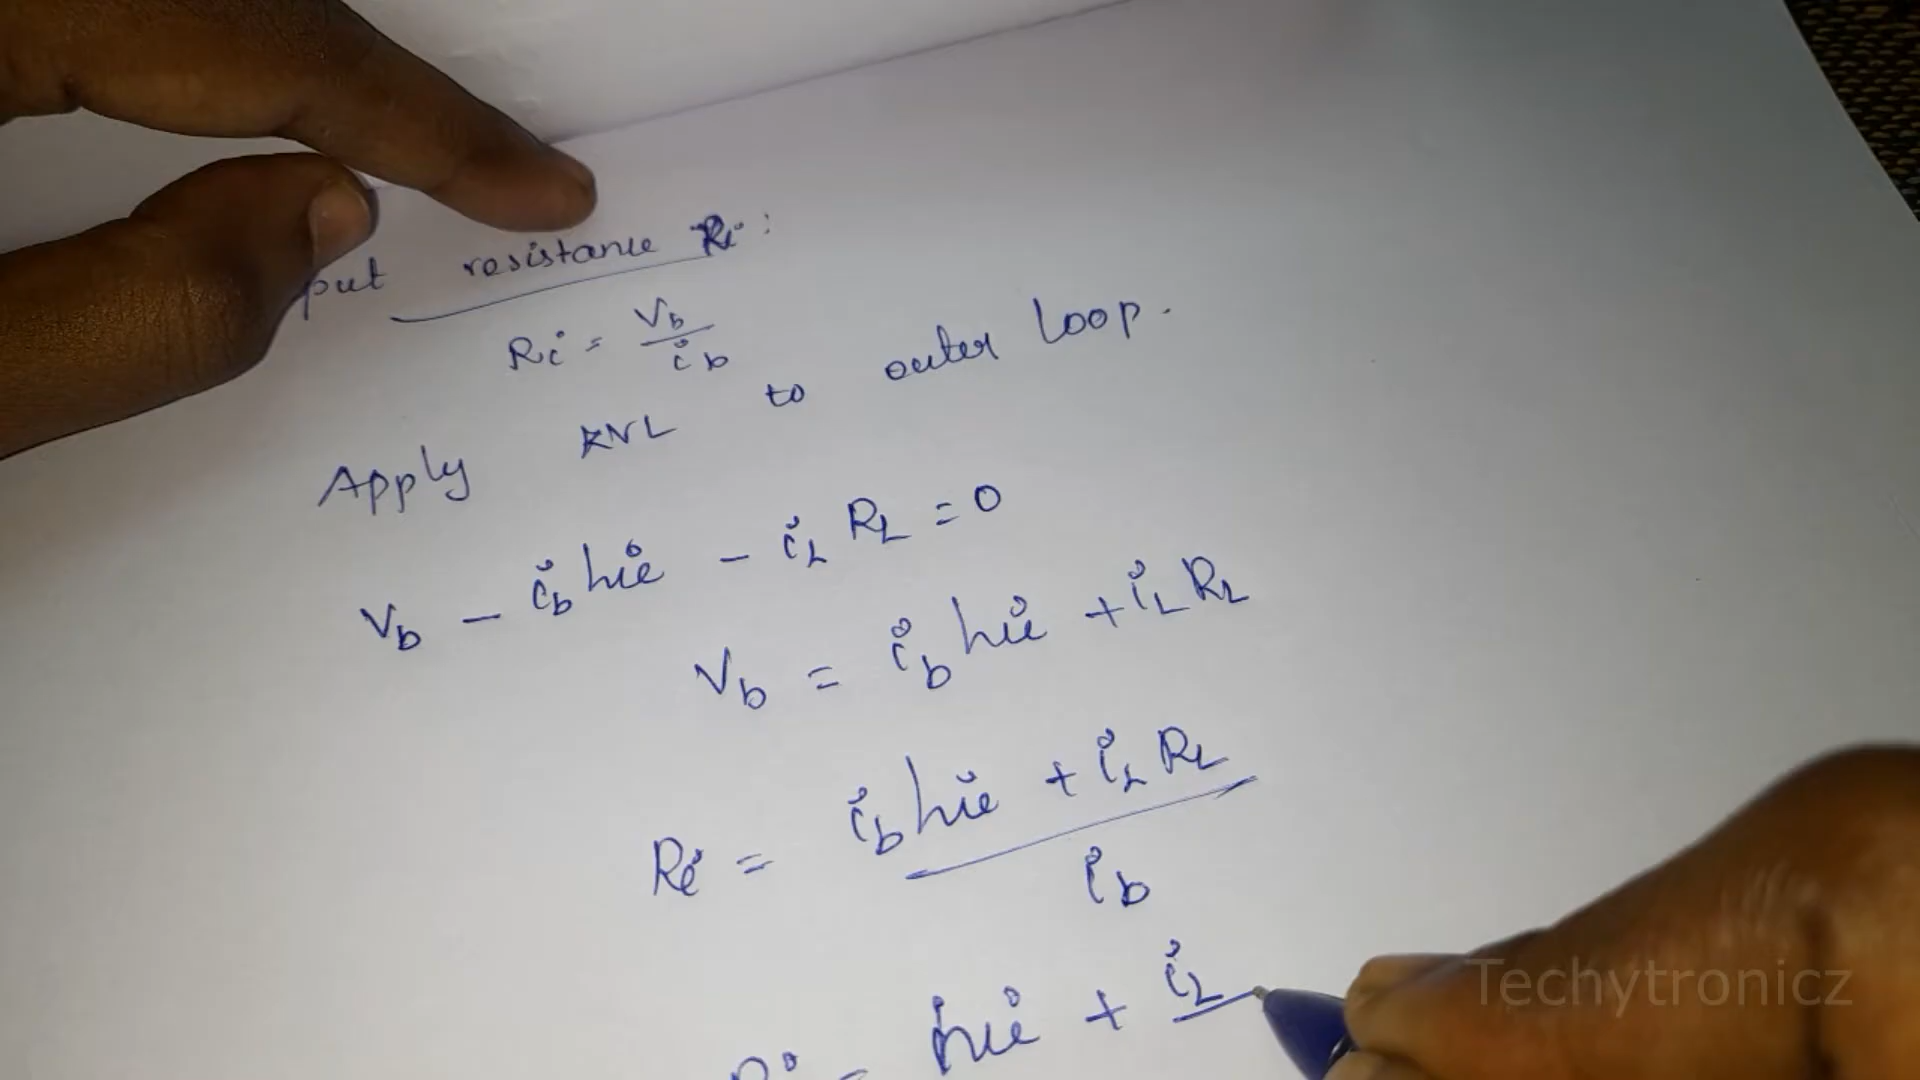 put resistance Ri :
Ri = Vb / ib
Apply KVL to outer loop.
Vb - ib hie - iL RL = 0
Vb = ib hie + iL RL
Ri = ib hie + iL RL / ib
Ri = hie + iL
Techytronicz